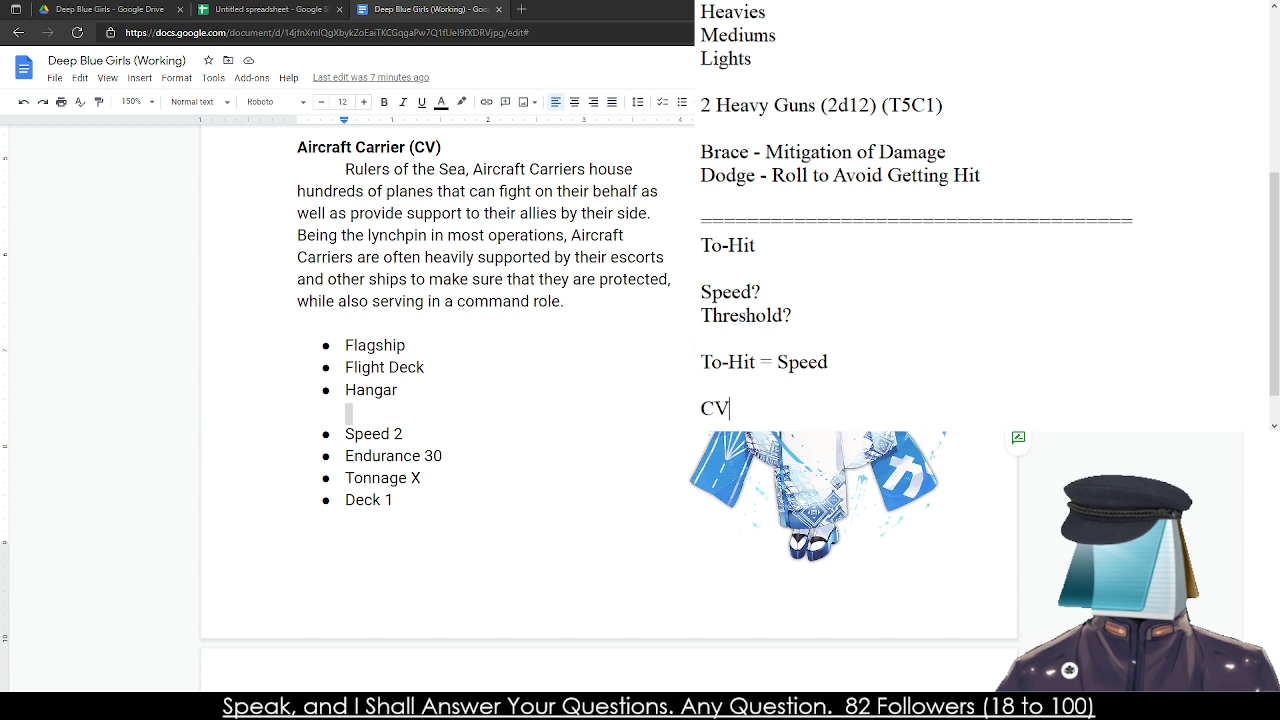 Deep Blue Girls - Google Drive
Untitled spreadsheet - Google S
Deep Blue Girls (Working) - Goo
https://docs.google.com/document/d/14jfnXmIQgXbykZoEaiTKCGqgaPw7Q1fUel9fXDRVjpg/edit#
Deep Blue Girls (Working)
File Edit View Insert Format Tools Add-ons Help Last edit was 7 minutes ago
150% Normal text Roboto 12 B I U A
1 1 2 3 4
Aircraft Carrier (CV)
Rulers of the Sea, Aircraft Carriers house
hundreds of planes that can fight on their behalf as
well as provide support to their allies by their side.
Being the lynchpin in most operations, Aircraft
Carriers are often heavily supported by their escorts
and other ships to make sure that they are protected,
while also serving in a command role.
● Flagship
● Flight Deck
● Hangar
● Speed 2
● Endurance 30
● Tonnage X
● Deck 1
Heavies
Mediums
Lights
2 Heavy Guns (2d12) (T5C1)
Brace - Mitigation of Damage
Dodge - Roll to Avoid Getting Hit
=====================================
To-Hit
Speed?
Threshold?
To-Hit = Speed
CV
か
Speak, and I Shall Answer Your Questions. Any Question. 82 Followers (18 to 100)